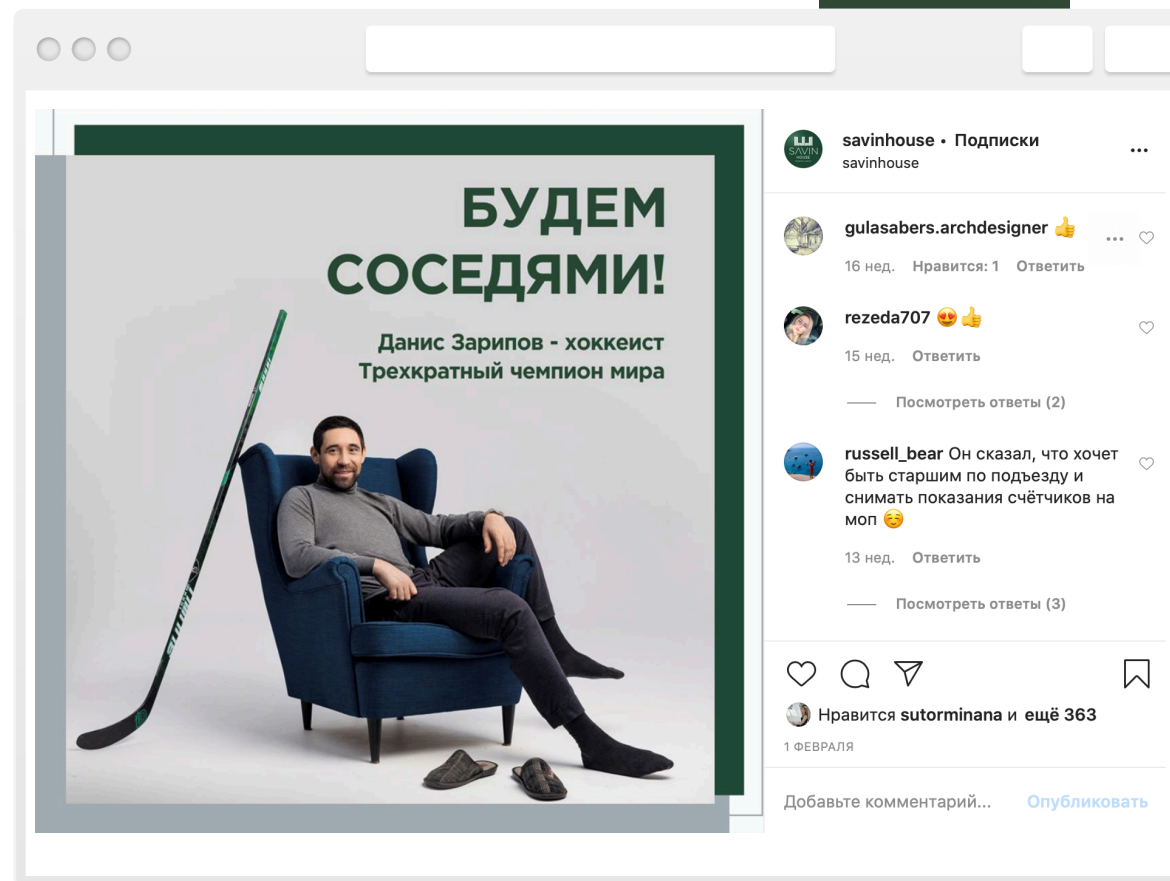 БУДЕМ
СОСЕДЯМИ!
Данис Зарипов - хоккеист
Трехкратный чемпион мира
SAVIN
HOUSE
savinhouse • Подписки
savinhouse
gulasabers.archdesigner 👍
16 нед. Нравится: 1 Ответить
rezeda707 😍👍
15 нед. Ответить
Посмотреть ответы (2)
russell_bear Он сказал, что хочет
быть старшим по подъезду и
снимать показания счётчиков на
моп ☺️
13 нед. Ответить
Посмотреть ответы (3)
Нравится sutorminana и ещё 363
1 ФЕВРАЛЯ
Добавьте комментарий... Опубликовать